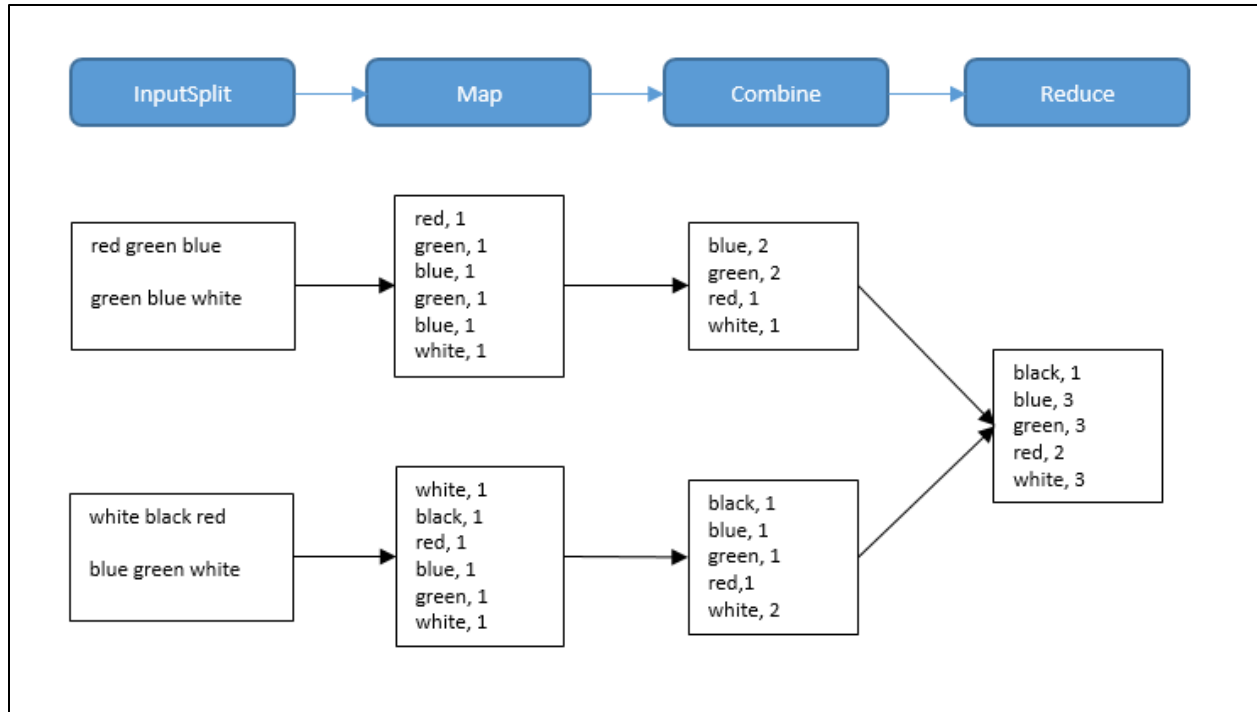 InputSplit
Map
Combine
Reduce
red green blue
green blue white
red, 1
green, 1
blue, 1
green, 1
blue, 1
white, 1
blue, 2
green, 2
red, 1
white, 1
black, 1
blue, 3
green, 3
red, 2
white, 3
white black red
blue green white
white, 1
black, 1
red, 1
blue, 1
green, 1
white, 1
black, 1
blue, 1
green, 1
red,1
white, 2